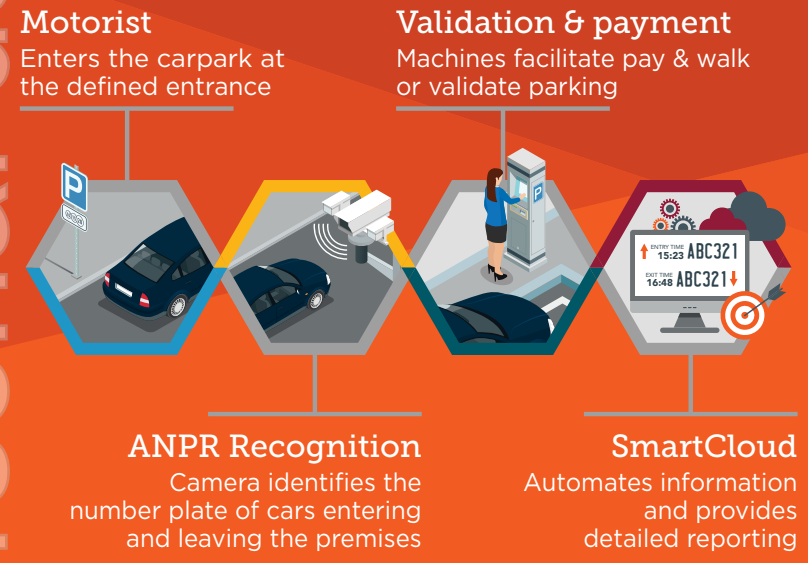 Motorist
Enters the carpark at
the defined entrance
Validation & payment
Machines facilitate pay & walk
or validate parking
P
P
ENTRY TIME
15:23 ABC321
EXIT TIME
16:48 ABC321
ANPR Recognition
Camera identifies the
number plate of cars entering
and leaving the premises
SmartCloud
Automates information
and provides
detailed reporting